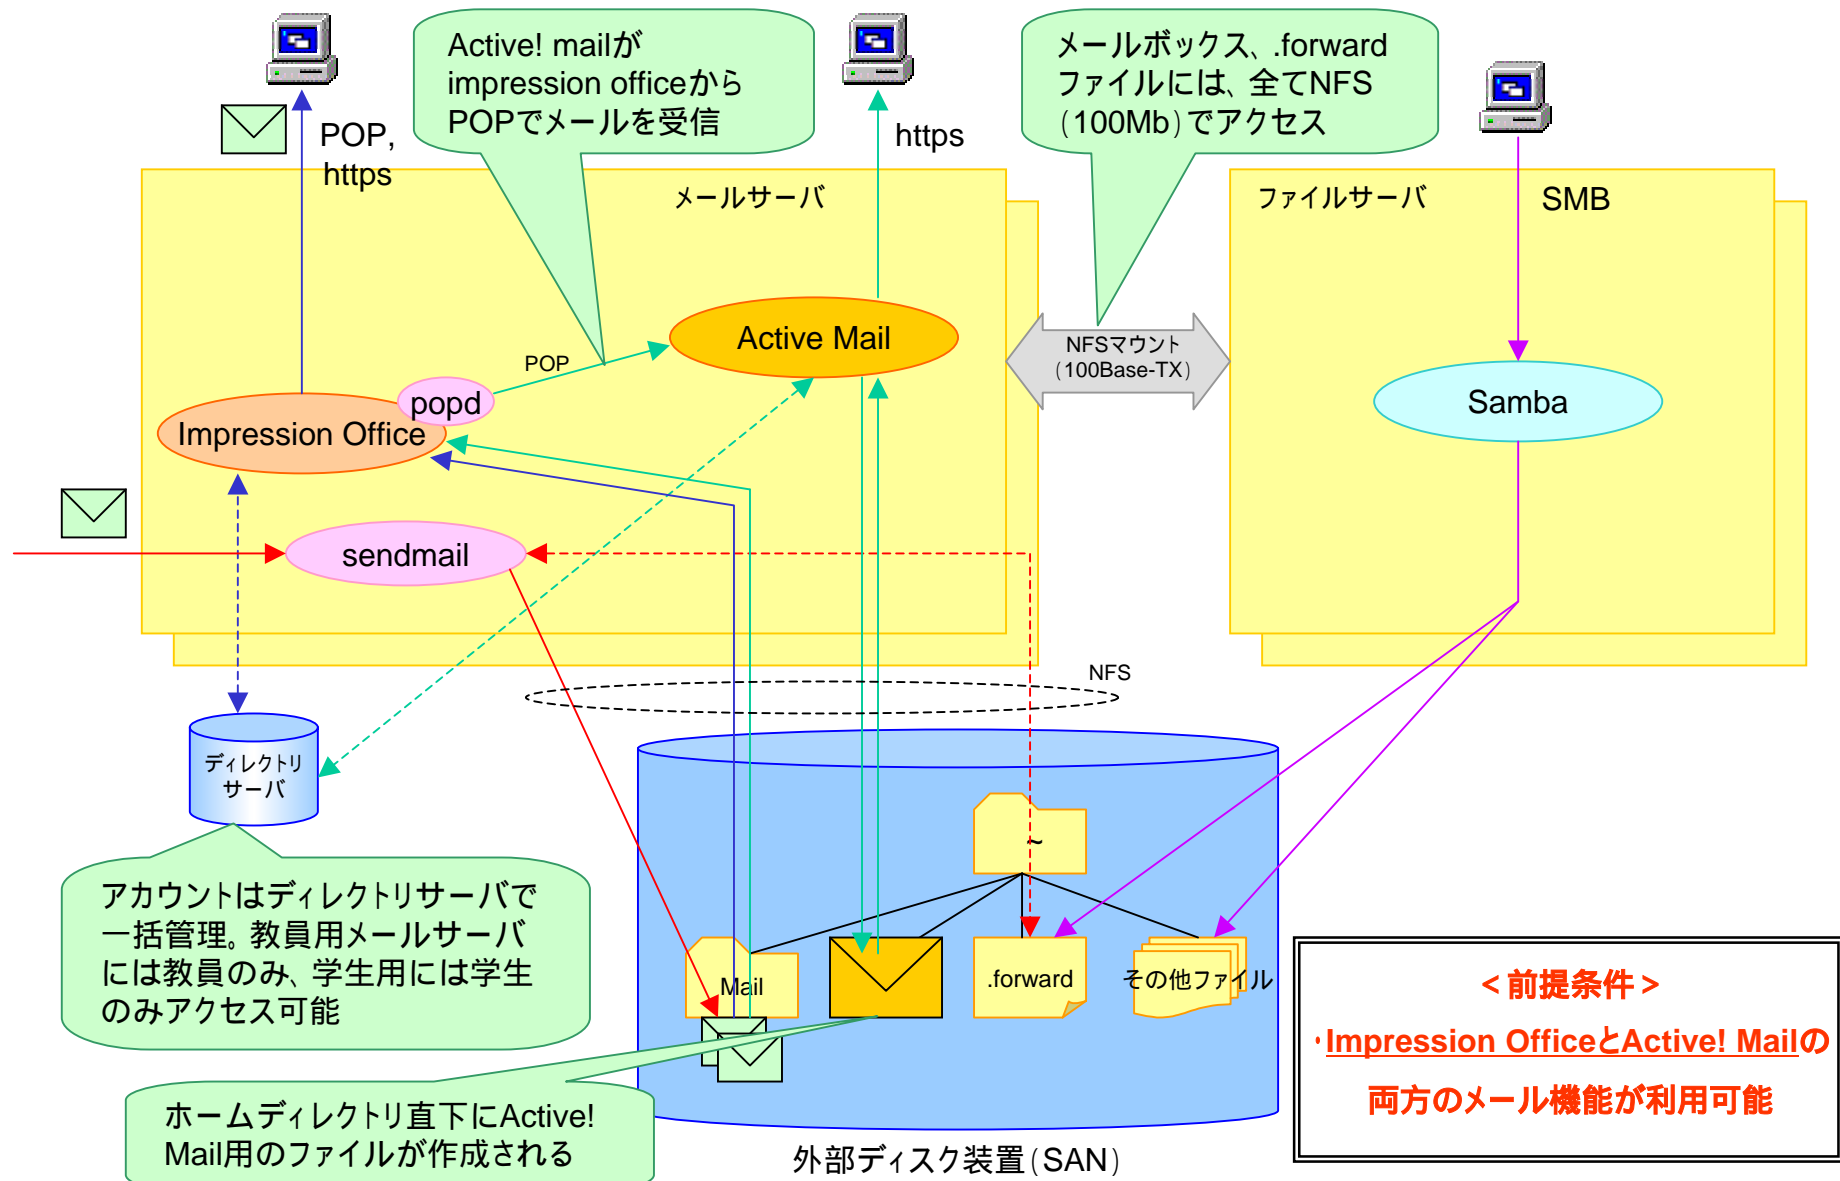 Active! mailが
impression officeから
POPでメールを受信
メールボックス、.forward
ファイルには、全てNFS
(100Mb)でアクセス
POP,
https
https
メールサーバ
ファイルサーバ
SMB
Active Mail
NFSマウント
(100Base-TX)
POP
popd
Impression Office
Samba
sendmail
NFS
ディレクトリ
サーバ
~
アカウントはディレクトリサーバで
一括管理。教員用メールサーバ
には教員のみ、学生用には学生
のみアクセス可能
Mail
.forward
その他ファイル
<前提条件>
・Impression OfficeとActive! Mailの
両方のメール機能が利用可能
ホームディレクトリ直下にActive!
Mail用のファイルが作成される
外部ディスク装置(SAN)